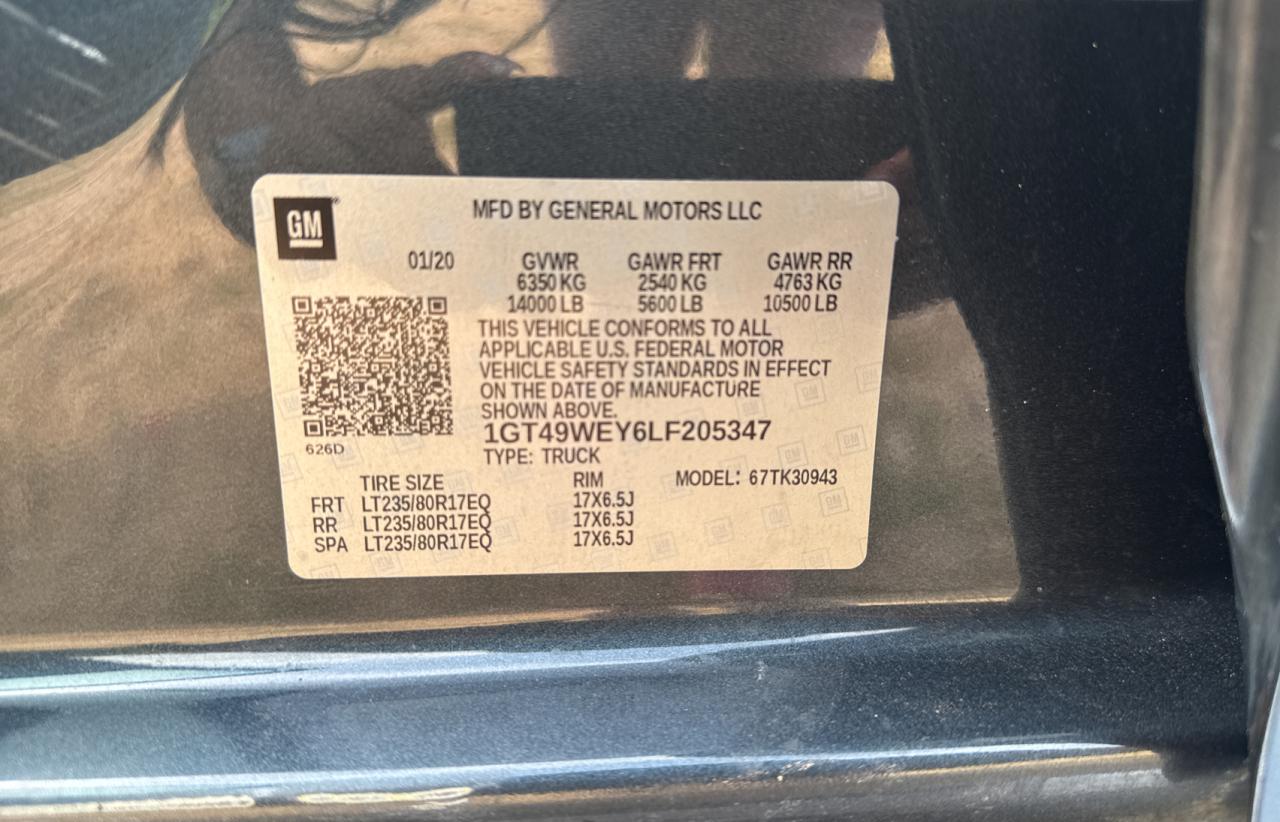 GM
MFD BY GENERAL MOTORS LLC
01/20 GVWR GAWR FRT GAWR RR
6350 KG 2540 KG 4763 KG
14000 LB 5600 LB 10500 LB
THIS VEHICLE CONFORMS TO ALL
APPLICABLE U.S. FEDERAL MOTOR
VEHICLE SAFETY STANDARDS IN EFFECT
ON THE DATE OF MANUFACTURE
SHOWN ABOVE.
1GT49WEY6LF205347
626D
TYPE: TRUCK
TIRE SIZE RIM MODEL: 67TK30943
FRT LT235/80R17EQ 17X6.5J
RR LT235/80R17EQ 17X6.5J
SPA LT235/80R17EQ 17X6.5J